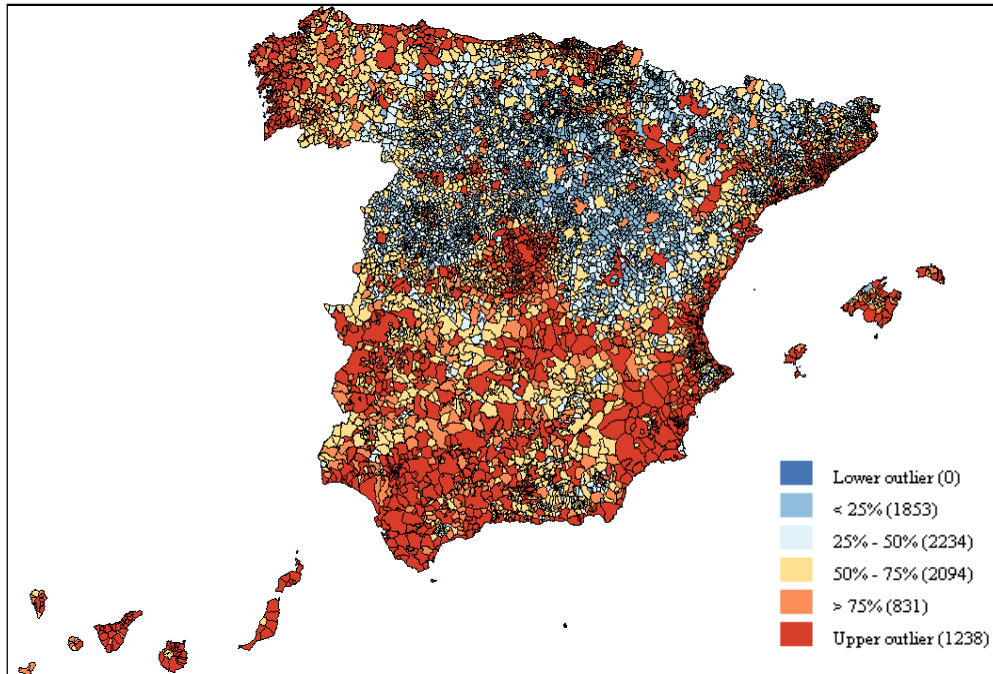 Lower outlier (0)
< 25% (1853)
25% - 50% (2234)
50% - 75% (2094)
> 75% (831)
Upper outlier (1238)